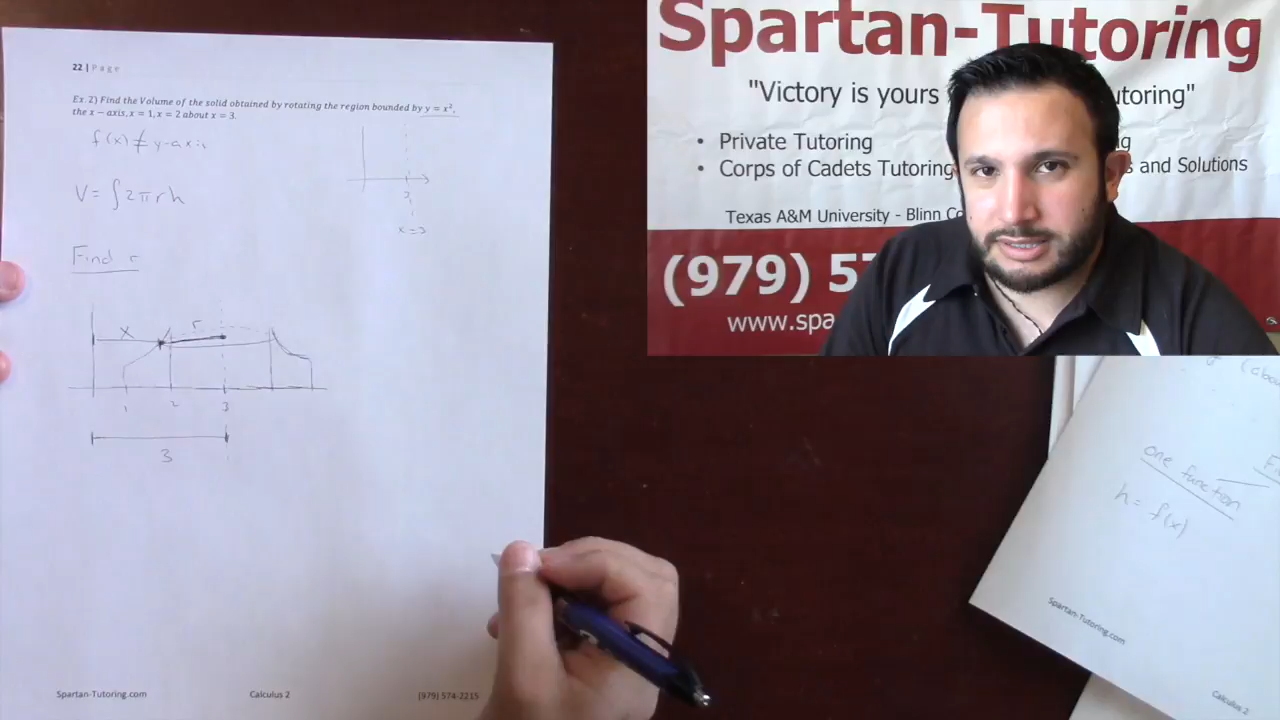 22 | Page
Ex. 2) Find the Volume of the solid obtained by rotating the region bounded by y = x²,
the x − axis, x = 1, x = 2 about x = 3.
f(x) ≠ y-axis
V = ∫2πrh
Find r
x
r
1
2
3
3
3
x=3
Spartan-Tutoring.com
Calculus 2
(979) 574-2215
Spartan-Tutoring
"Victory is yours
utoring"
• Private Tutoring
• Corps of Cadets Tutoring
s and Solutions
Texas A&M University - Blinn Co
(979) 57
www.spa
(abou
one function
h = f(x)
Spartan-Tutoring.com
Calculus 2